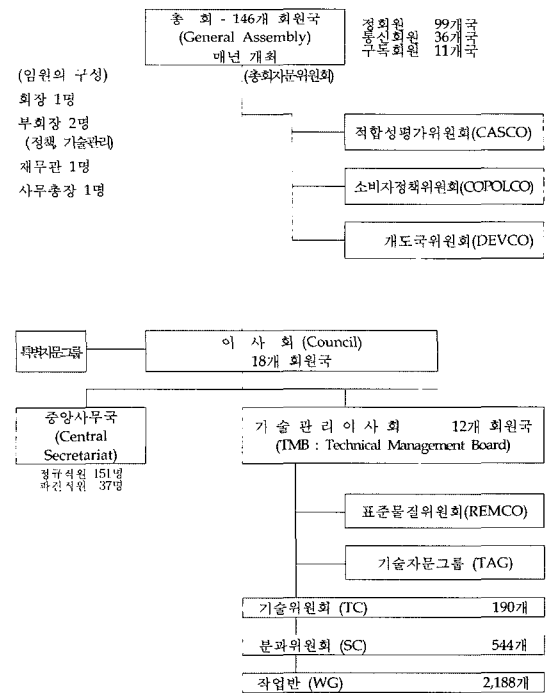 총 회 - 146개 회원국
(General Assembly)
매년 개최
정회원 99개국
통신회원 36개국
구독회원 11개국
(총회자문위원회)
(임원의 구성)
회장 1명
부회장 2명
(정책, 기술관리)
재무관 1명
사무총장 1명
적합성평가위원회(CASCO)
소비자정책위원회(COPOLCO)
개도국위원회(DEVCO)
특별자문그룹
이 사 회 (Council)
18개 회원국
중앙사무국
(Central
Secretariat)
정규직원 151명
파견직원 37명
기 술 관 리 이 사 회 12개 회원국
(TMB : Technical Management Board)
표준물질위원회(REMCO)
기술자문그룹 (TAG)
기술위원회 (TC) 190개
분과위원회 (SC) 544개
작업반 (WG) 2,188개